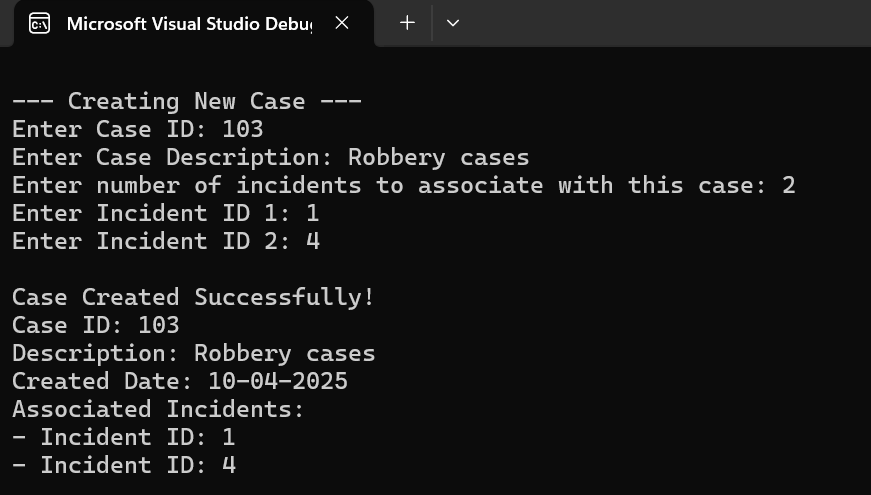 Microsoft Visual Studio Debug
--- Creating New Case ---
Enter Case ID: 103
Enter Case Description: Robbery cases
Enter number of incidents to associate with this case: 2
Enter Incident ID 1: 1
Enter Incident ID 2: 4
Case Created Successfully!
Case ID: 103
Description: Robbery cases
Created Date: 10-04-2025
Associated Incidents:
- Incident ID: 1
- Incident ID: 4